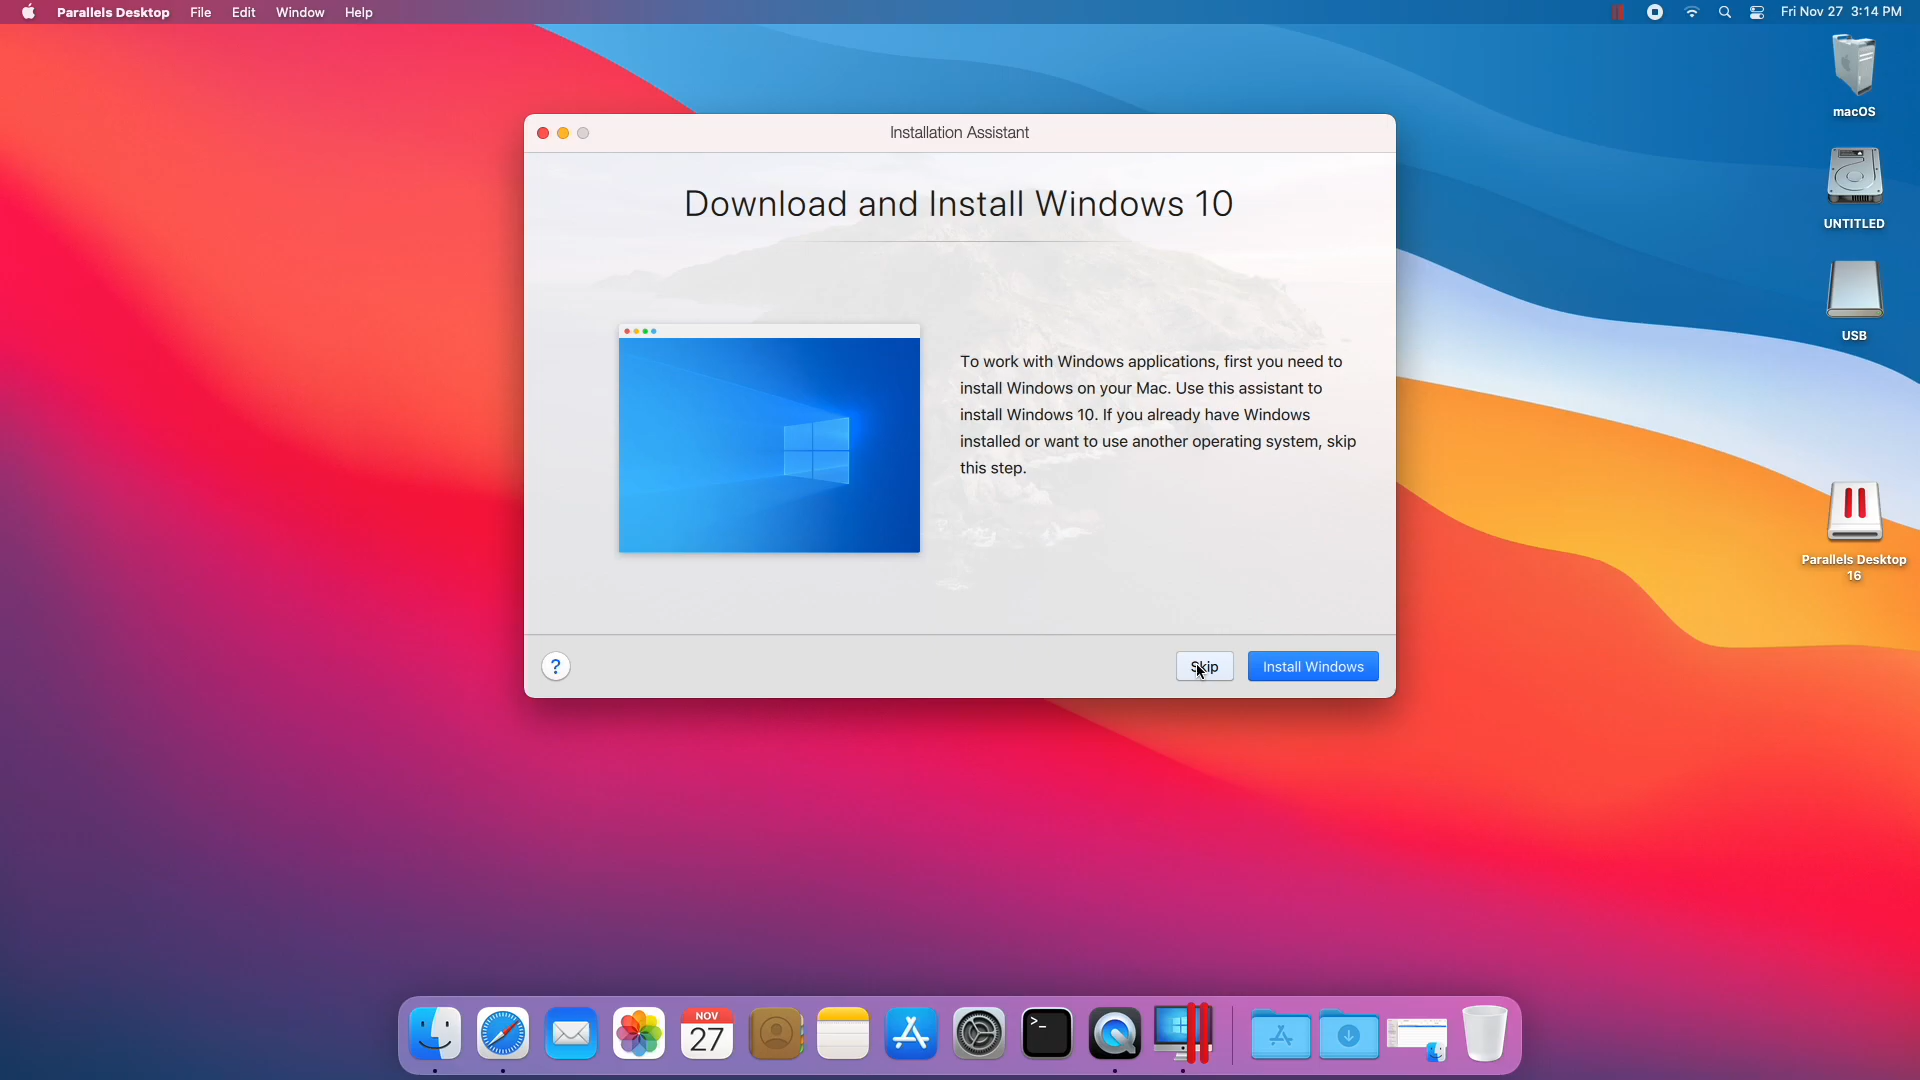 Parallels Desktop File Edit Window Help Fri Nov 27 3:14 PM
macOS
UNTITLED
USB
Parallels Desktop
16
Installation Assistant
Download and Install Windows 10
To work with Windows applications, first you need to
install Windows on your Mac. Use this assistant to
install Windows 10. If you already have Windows
installed or want to use another operating system, skip
this step.
? Skip Install Windows
NOV
27
>_